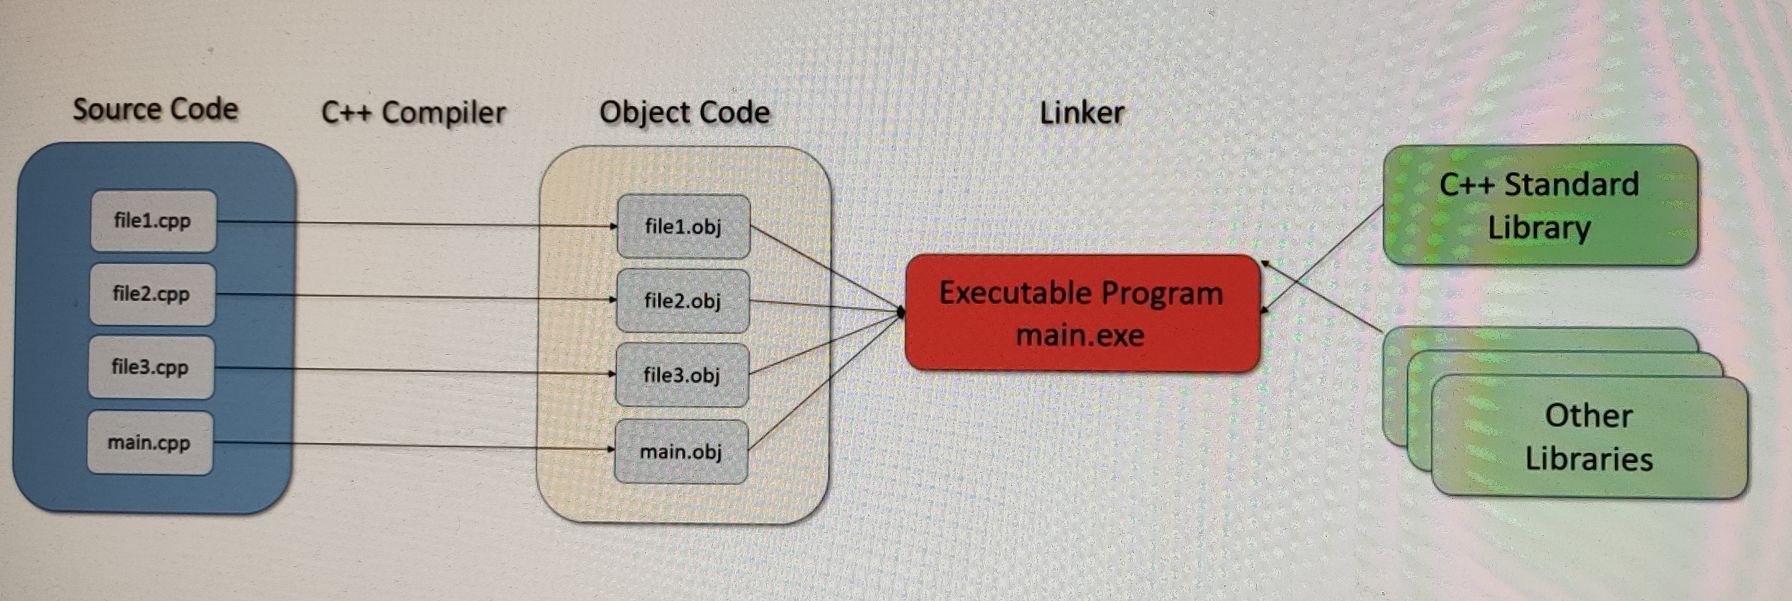 Source Code
C++ Compiler
Object Code
Linker
file1.cpp
file2.cpp
file3.cpp
main.cpp
file1.obj
file2.obj
file3.obj
main.obj
Executable Program
main.exe
C++ Standard
Library
Other
Libraries